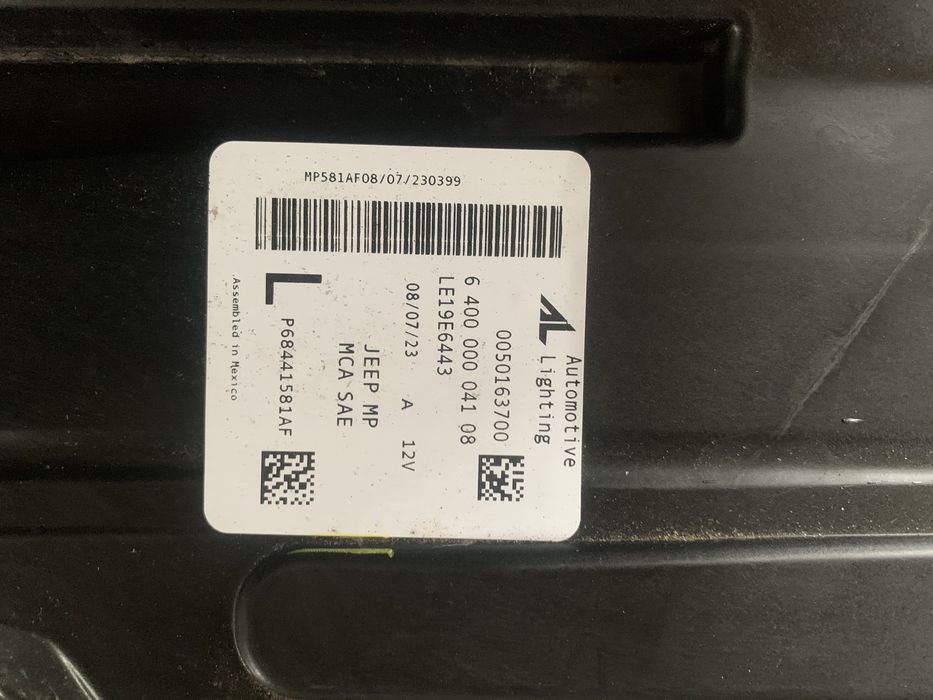 MP581AF08/07/230399
Automotive
Lighting
AL
0050163700
6 400 000 041 08
LE19E6443
08/07/23 A 12V
JEEP MP
MCA SAE
L P68441581AF
Assembled in Mexico